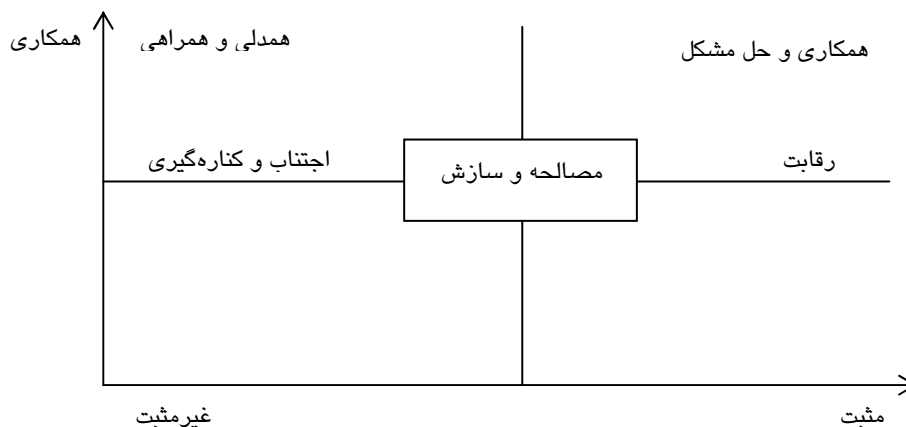 همکاری
همدلی و همراهی
همکاری و حل مشکل
اجتناب و کناره‌گیری
مصالحه و سازش
رقابت
غیرمثبت
مثبت